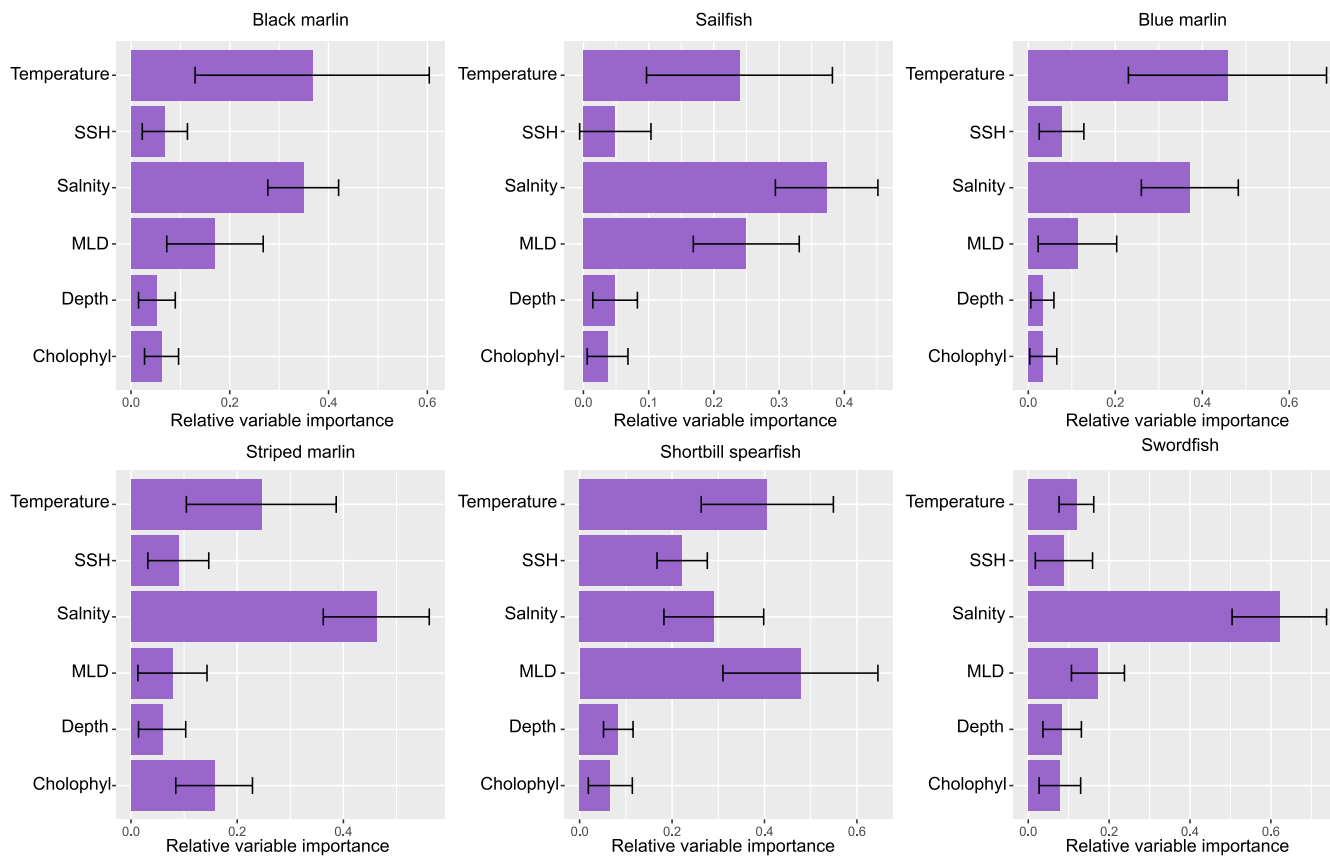 Black marlin
Temperature
SSH
Salnity
MLD
Depth
Cholophyl
0.0 0.2 0.4 0.6
Relative variable importance
Sailfish
Temperature
SSH
Salnity
MLD
Depth
Cholophyl
0.0 0.1 0.2 0.3 0.4
Relative variable importance
Blue marlin
Temperature
SSH
Salnity
MLD
Depth
Cholophyl
0.0 0.2 0.4 0.6
Relative variable importance
Striped marlin
Temperature
SSH
Salnity
MLD
Depth
Cholophyl
0.0 0.2 0.4
Relative variable importance
Shortbill spearfish
Temperature
SSH
Salnity
MLD
Depth
Cholophyl
0.0 0.2 0.4 0.6
Relative variable importance
Swordfish
Temperature
SSH
Salnity
MLD
Depth
Cholophyl
0.0 0.2 0.4 0.6
Relative variable importance